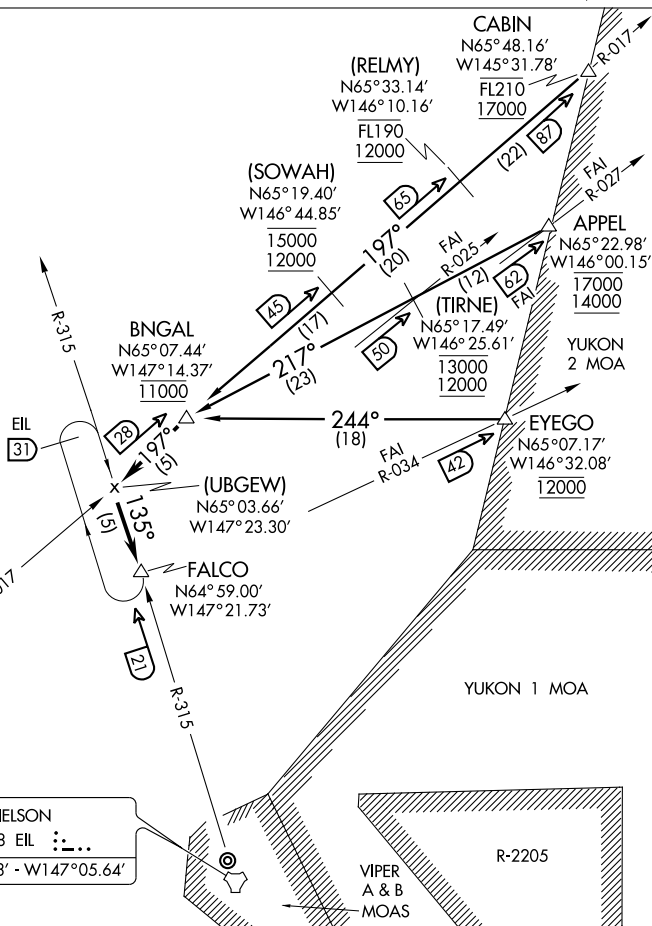 CABIN
N65°48.16'
W145°31.78'
FL210
17000
R-017
(RELMY)
N65°33.14'
W146°10.16'
FL190
12000
(22)
87
(SOWAH)
N65°19.40'
W146°44.85'
15000
12000
65
197°
(20)
FAI
R-027
FAI
R-025
APPEL
N65°22.98'
W146°00.15'
17000
14000
(12)
62
FAI
45
(17)
(TIRNE)
N65°17.49'
W146°25.61'
13000
12000
50
217°
(23)
R-315
BNGAL
N65°07.44'
W147°14.37'
11000
YUKON
2 MOA
EIL
31
28
197°
(5)
244°
(18)
EYEGO
N65°07.17'
W146°32.08'
12000
FAI
R-034
42
X
(UBGEW)
N65°03.66'
W147°23.30'
135°
(5)
017
FALCO
N64°59.00'
W147°21.73'
21
R-315
YUKON 1 MOA
IELSON
EIL
' - W147°05.64'
VIPER
A & B
MOAS
R-2205